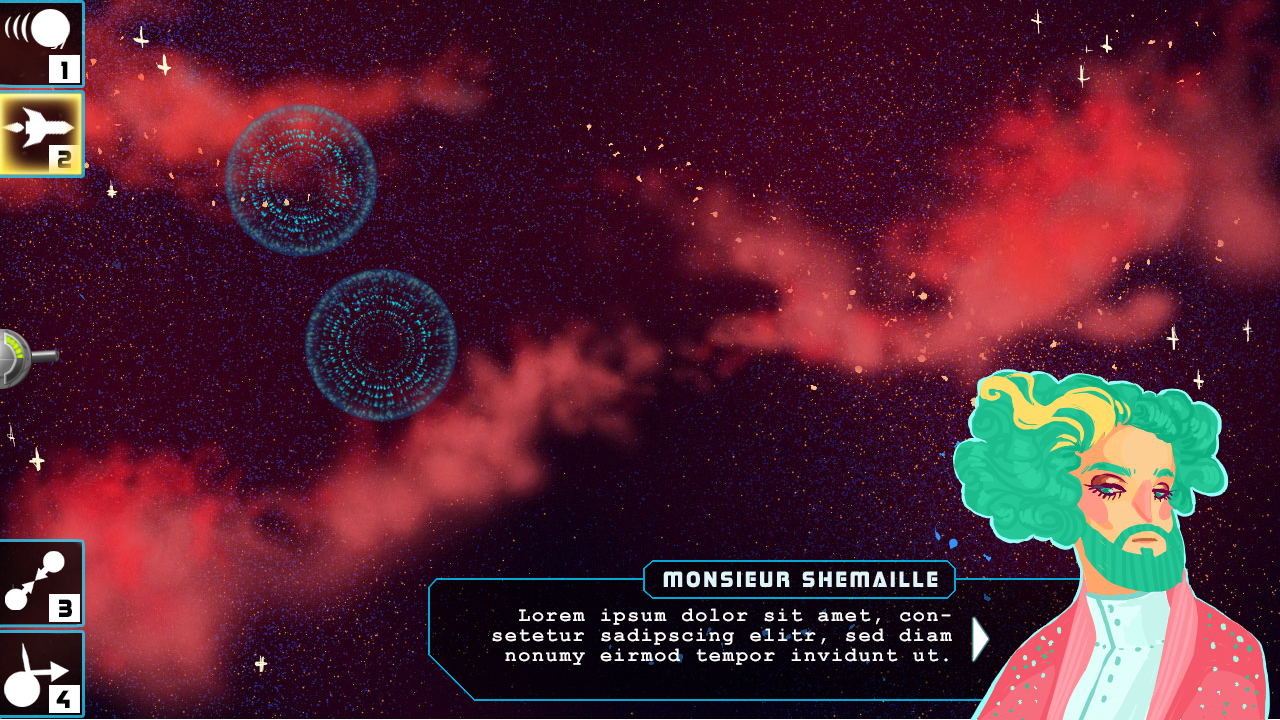 1
2
3
4
MONSIEUR SHEMAILLE
Lorem ipsum dolor sit amet, con-
setetur sadipscing elitr, sed diam
nonumy eirmod tempor invidunt ut.